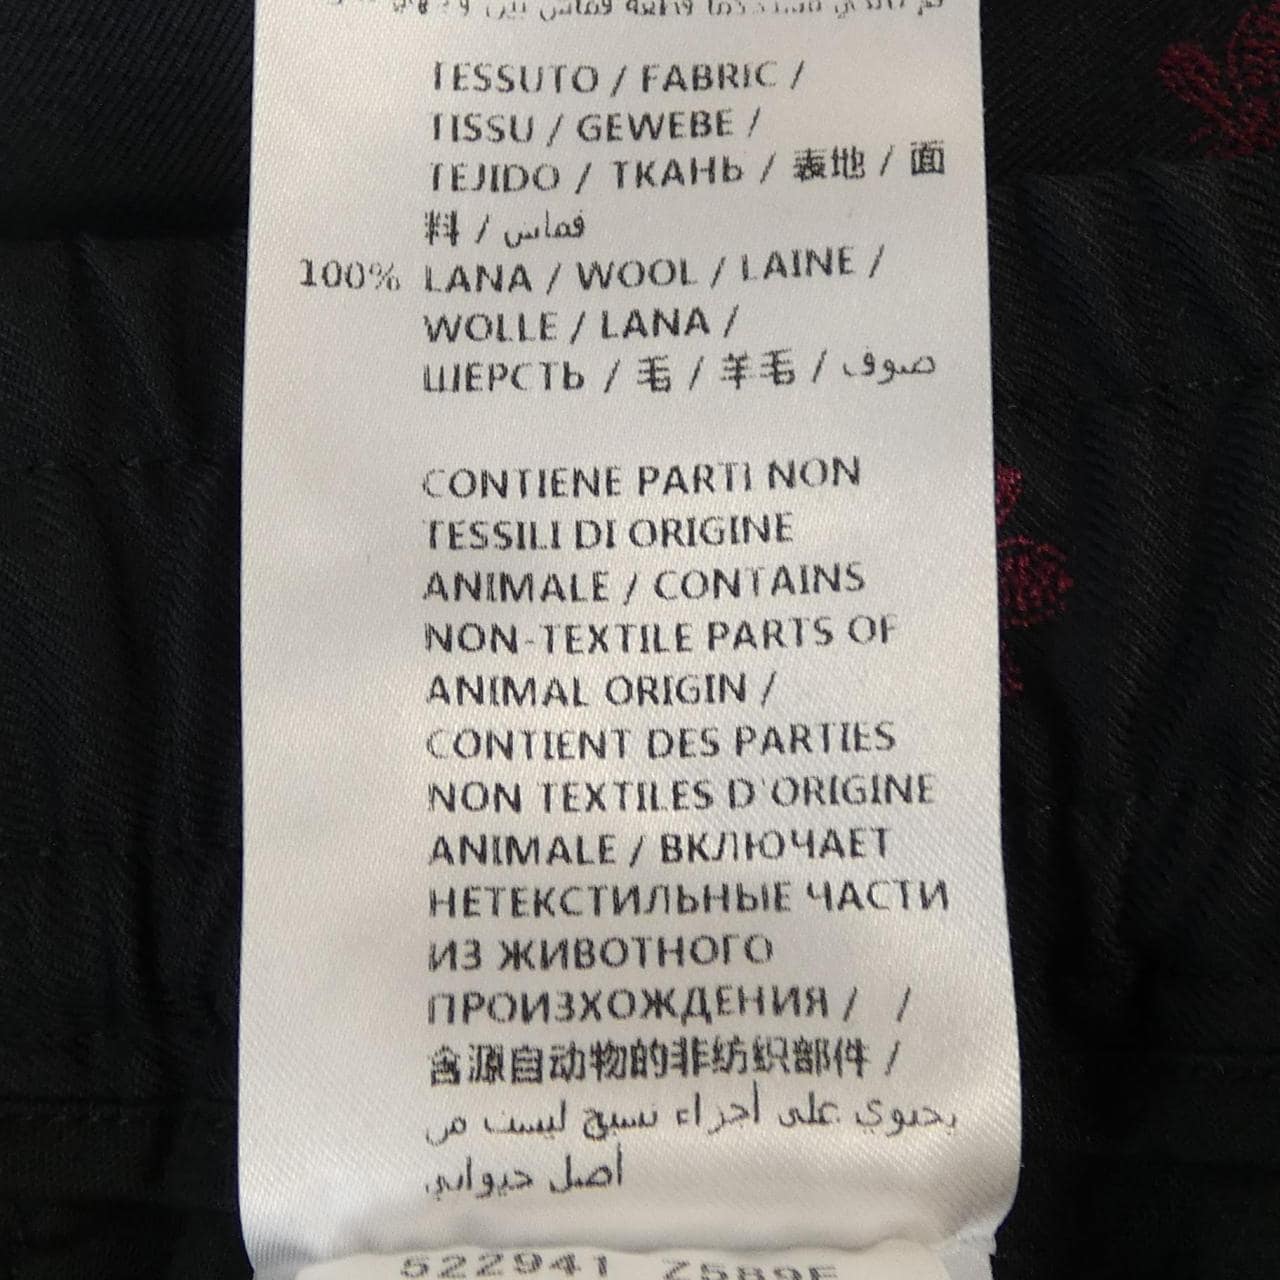 TESSUTO / FABRIC /
TISSU / GEWEBE /
TEJIDO / ТКАНЬ / 表地 / 面
料 / قماش
100% LANA / WOOL / LAINE /
WOLLE / LANA /
ШЕРСТЬ / 毛 / 羊毛 / صوف
CONTIENE PARTI NON
TESSILI DI ORIGINE
ANIMALE / CONTAINS
NON-TEXTILE PARTS OF
ANIMAL ORIGIN /
CONTIENT DES PARTIES
NON TEXTILES D'ORIGINE
ANIMALE / ВКЛЮЧАЕТ
НЕТЕКСТИЛЬНЫЕ ЧАСТИ
ИЗ ЖИВОТНОГО
ПРОИЗХОЖДЕНИЯ / /
含源自动物的非纺织部件 /
يحتوي على أجزاء نسيج ليست من
أصل حيواني
522941 Z589F